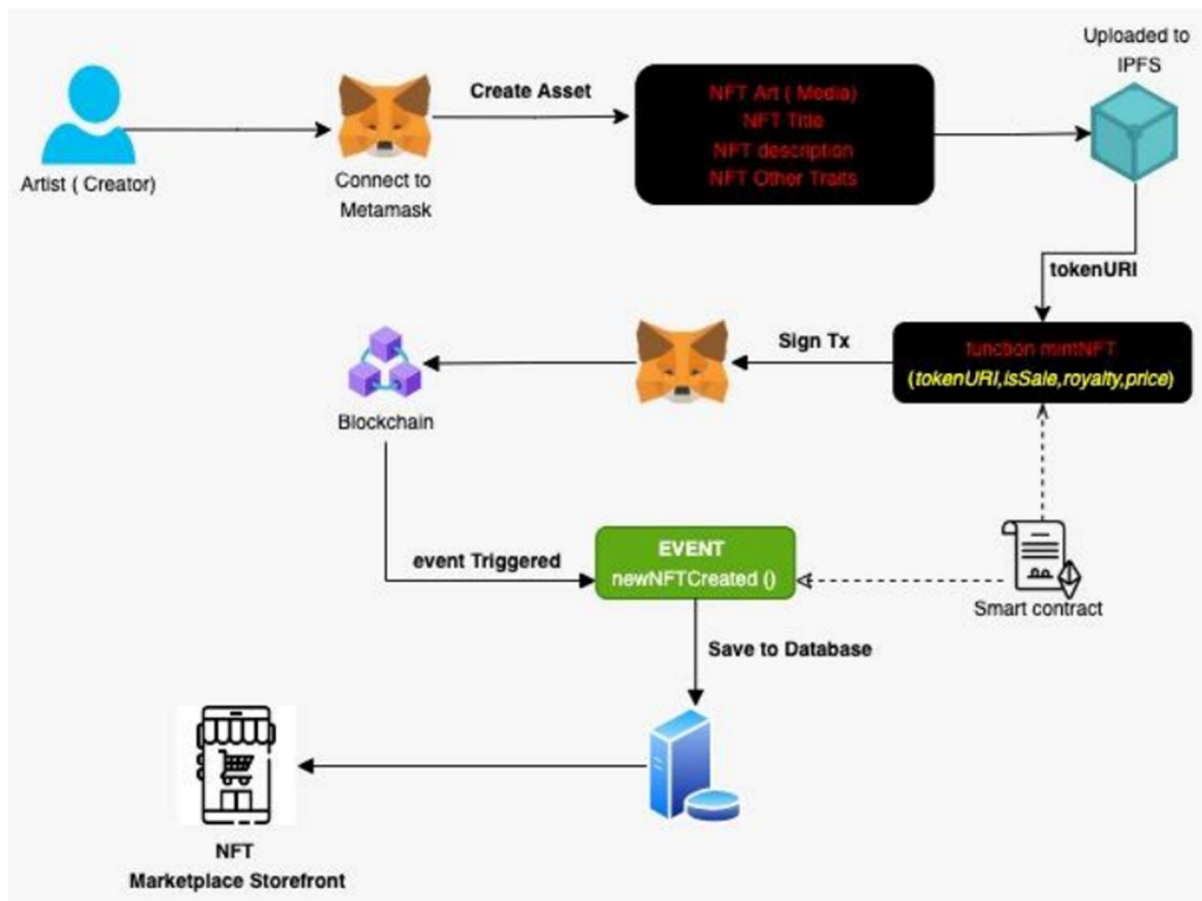 Uploaded to
IPFS
Create Asset
NFT Art ( Media)
NFT Title
NFT description
NFT Other Traits
Artist ( Creator)
Connect to
Metamask
tokenURI
Sign Tx
function mintNFT
(tokenURI,isSale,royalty,price)
Blockchain
event Triggered
EVENT
newNFTCreated ()
Smart contract
Save to Database
NFT
Marketplace Storefront